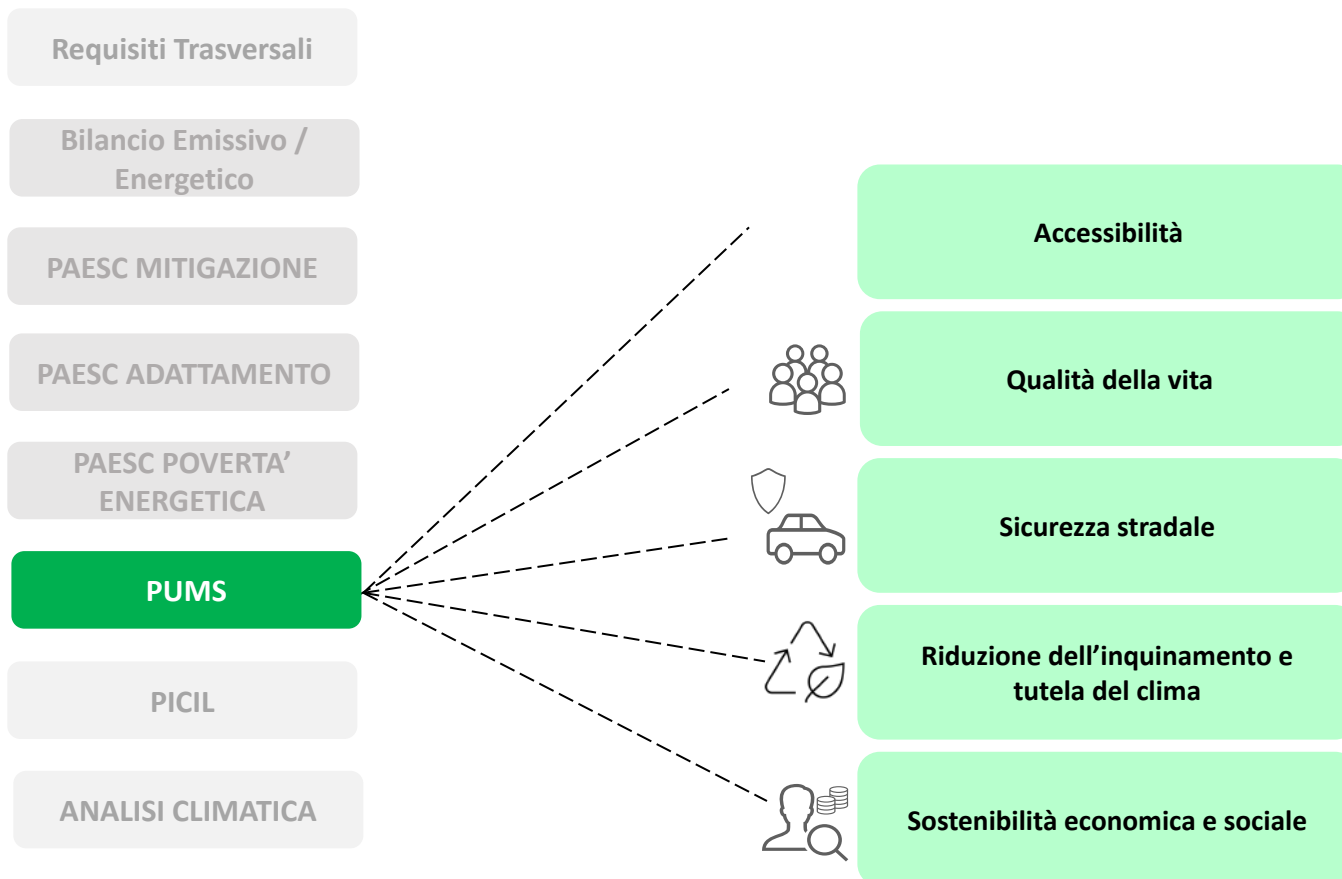 Requisiti Trasversali
Bilancio Emissivo /
Energetico
PAESC MITIGAZIONE
PAESC ADATTAMENTO
PAESC POVERTA’
ENERGETICA
PUMS
PICIL
ANALISI CLIMATICA
Accessibilità
Qualità della vita
Sicurezza stradale
Riduzione dell’inquinamento e
tutela del clima
Sostenibilità economica e sociale